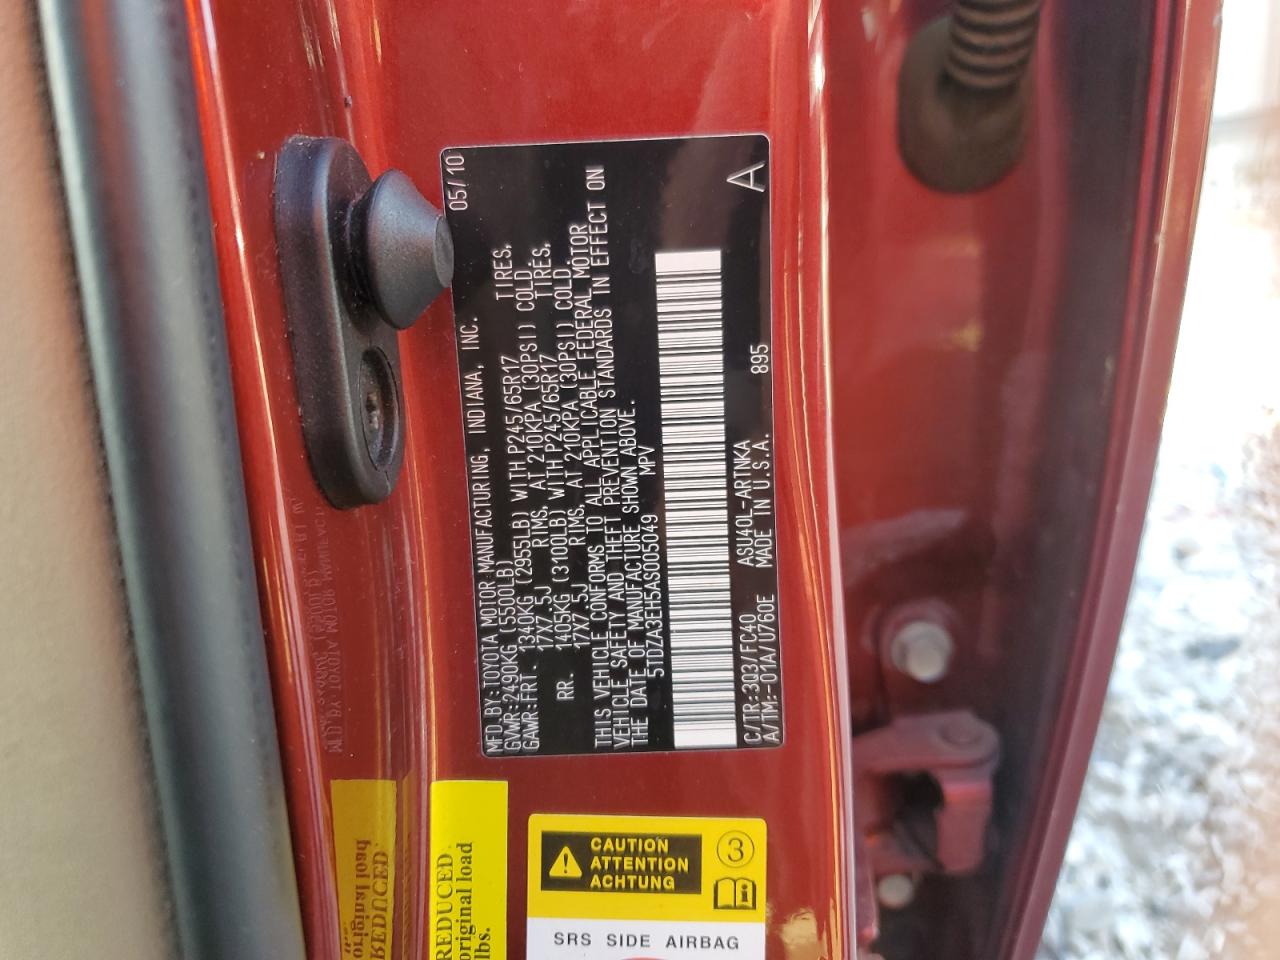 MFD.BY:TOYOTA MOTOR MANUFACTURING, INDIANA, INC. 05/10
GVWR:2490KG (5500LB)
GAWR:FRT. 1340KG (2955LB) WITH P245/65R17 TIRES,
17X7.5J RIMS, AT 210KPA (30PSI) COLD.
RR. 1405KG (3100LB) WITH P245/65R17 TIRES,
17X7.5J RIMS, AT 210KPA (30PSI) COLD.
THIS VEHICLE CONFORMS TO ALL APPLICABLE FEDERAL MOTOR
VEHICLE SAFETY AND THEFT PREVENTION STANDARDS IN EFFECT ON
THE DATE OF MANUFACTURE SHOWN ABOVE.
5TDZA3EH5AS005049 MPV
C/TR:3Q3/FC40 ASU40L-ARTNKA 895 A
A/TM:-01A/U760E MADE IN U.S.A.
REDUCED
original load
lbs.
CAUTION
ATTENTION
ACHTUNG
3
SRS SIDE AIRBAG